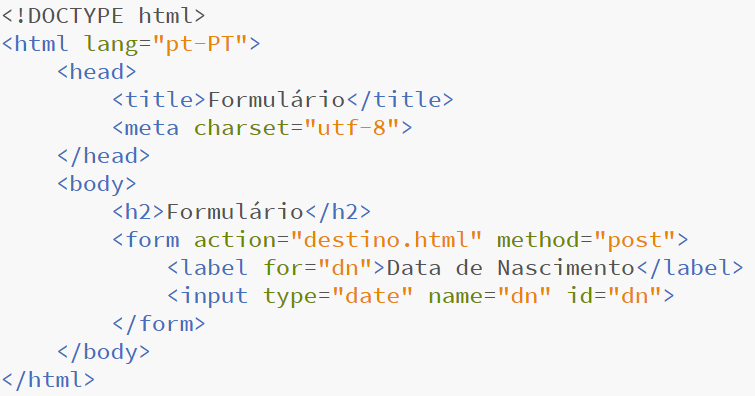 <!DOCTYPE html>
<html lang="pt-PT">
    <head>
        <title>Formulário</title>
        <meta charset="utf-8">
    </head>
    <body>
        <h2>Formulário</h2>
        <form action="destino.html" method="post">
            <label for="dn">Data de Nascimento</label>
            <input type="date" name="dn" id="dn">
        </form>
    </body>
</html>